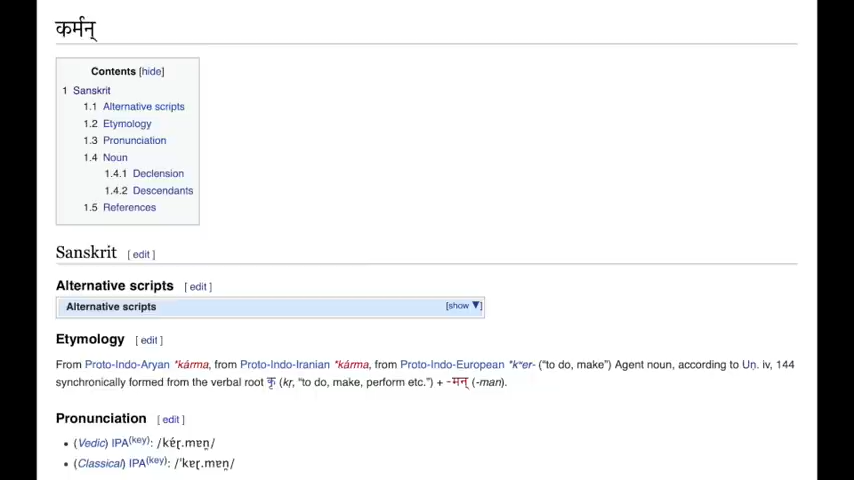 कर्मन्
Contents [hide]
1 Sanskrit
1.1 Alternative scripts
1.2 Etymology
1.3 Pronunciation
1.4 Noun
1.4.1 Declension
1.4.2 Descendants
1.5 References
Sanskrit [ edit ]
Alternative scripts [ edit ]
Alternative scripts [show ▼]
Etymology [ edit ]
From Proto-Indo-Aryan *kárma, from Proto-Indo-Iranian *kárma, from Proto-Indo-European *kʷer- (“to do, make”) Agent noun, according to Uṇ. iv, 144
synchronically formed from the verbal root कृ (kṛ, “to do, make, perform etc.”) + -मन् (-man).
Pronunciation [ edit ]
• (Vedic) IPA(key): /kɐ́ɽ.mɐn̪/
• (Classical) IPA(key): /ˈkɐɽ.mɐn̪/